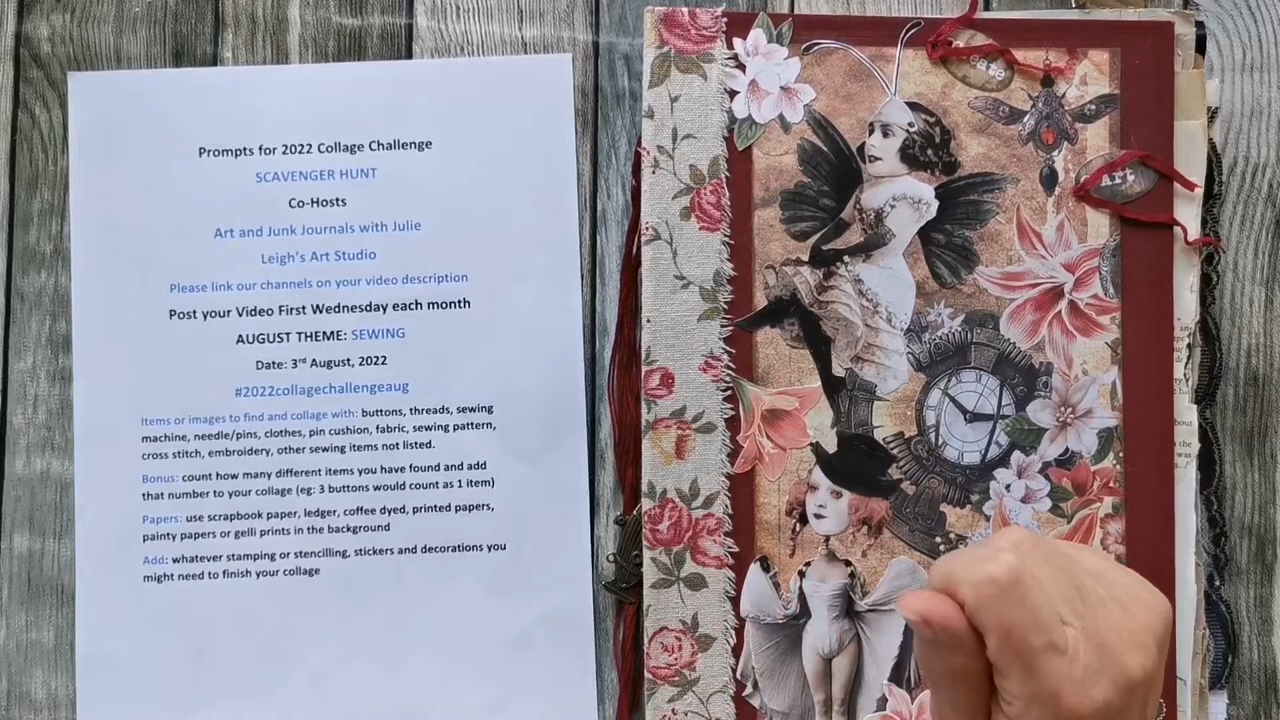 Prompts for 2022 Collage Challenge
SCAVENGER HUNT
Co-Hosts
Art and Junk Journals with Julie
Leigh's Art Studio
Please link our channels on your video description
Post your Video First Wednesday each month
AUGUST THEME: SEWING
Date: 3rd August, 2022
#2022collagechallengeaug
Items or images to find and collage with: buttons, threads, sewing
machine, needle/pins, clothes, pin cushion, fabric, sewing pattern,
cross stitch, embroidery, other sewing items not listed.
Bonus: count how many different items you have found and add
that number to your collage (eg: 3 buttons would count as 1 item)
Papers: use scrapbook paper, ledger, coffee dyed, printed papers,
painty papers or gelli prints in the background
Add: whatever stamping or stencilling, stickers and decorations you
might need to finish your collage
Create
Art